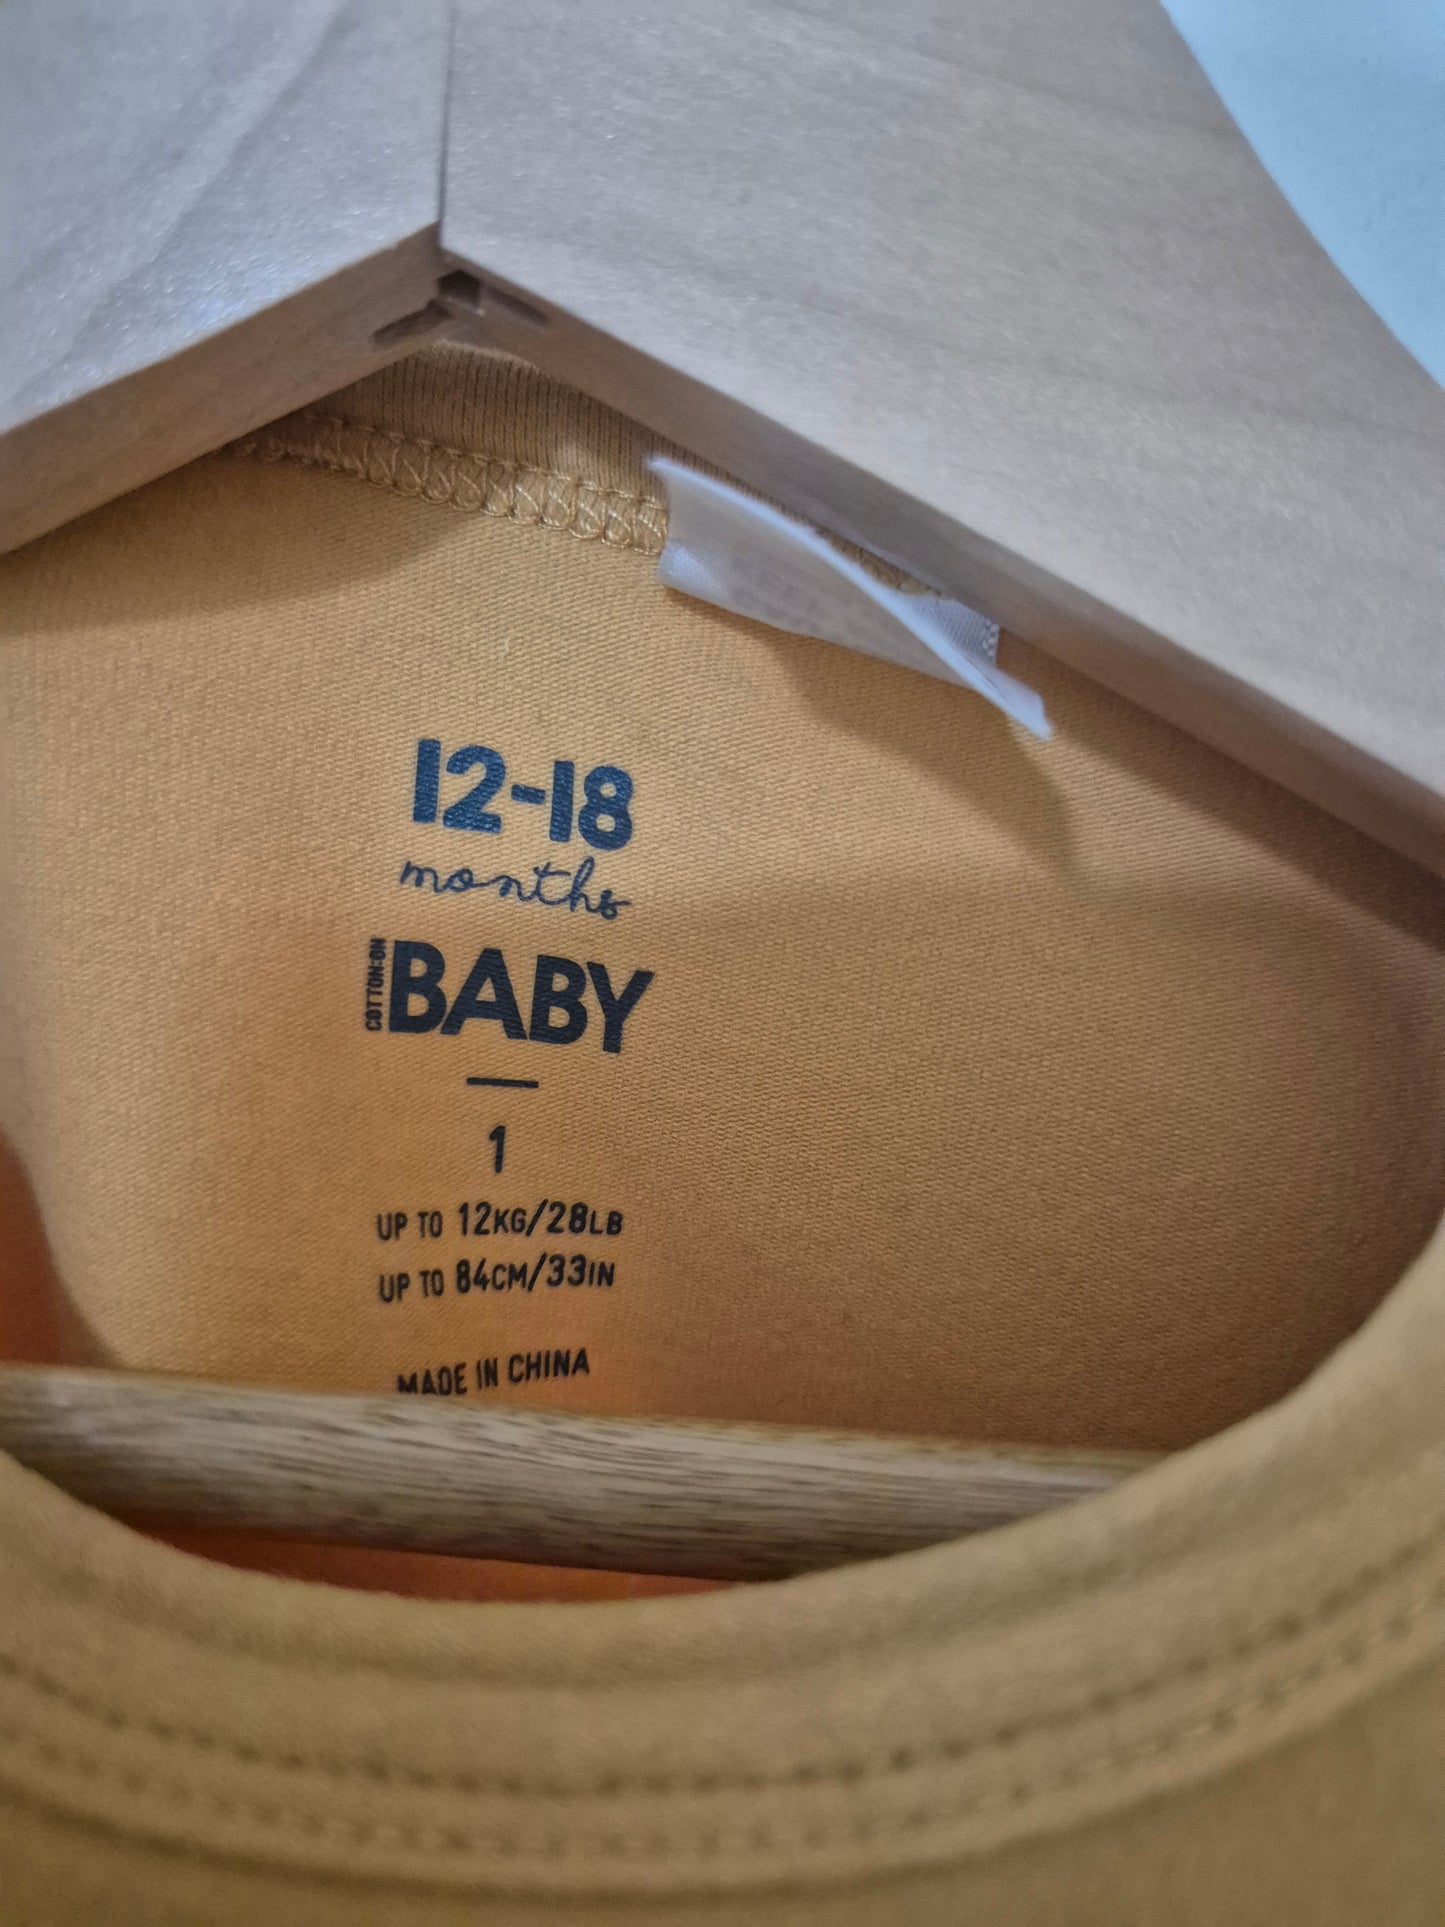 12-18
months
COTTON:ON
BABY
1
UP TO 12KG/28LB
UP TO 84CM/33IN
MADE IN CHINA